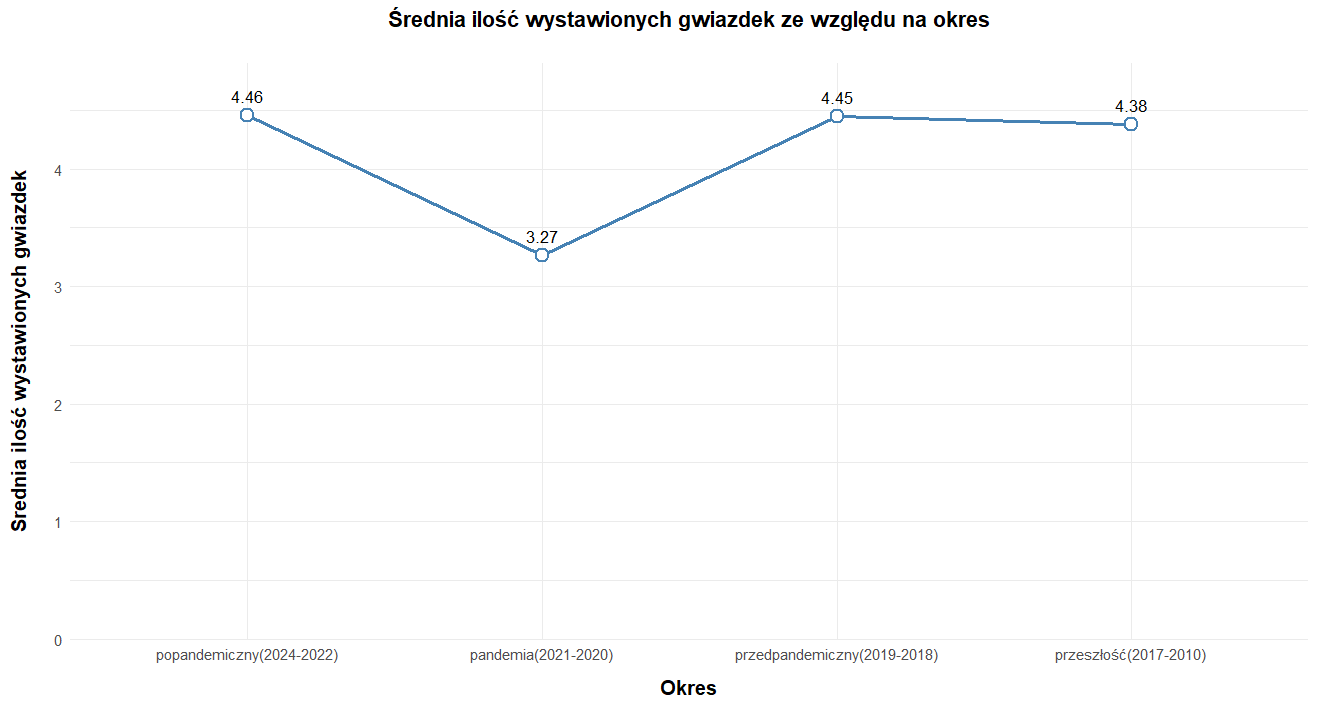 Średnia ilość wystawionych gwiazdek ze względu na okres
Średnia ilość wystawionych gwiazdek
4.46
3.27
4.45
4.38
4
3
2
1
0
popandemiczny(2024-2022)
pandemia(2021-2020)
przedpandemiczny(2019-2018)
przeszłość(2017-2010)
Okres